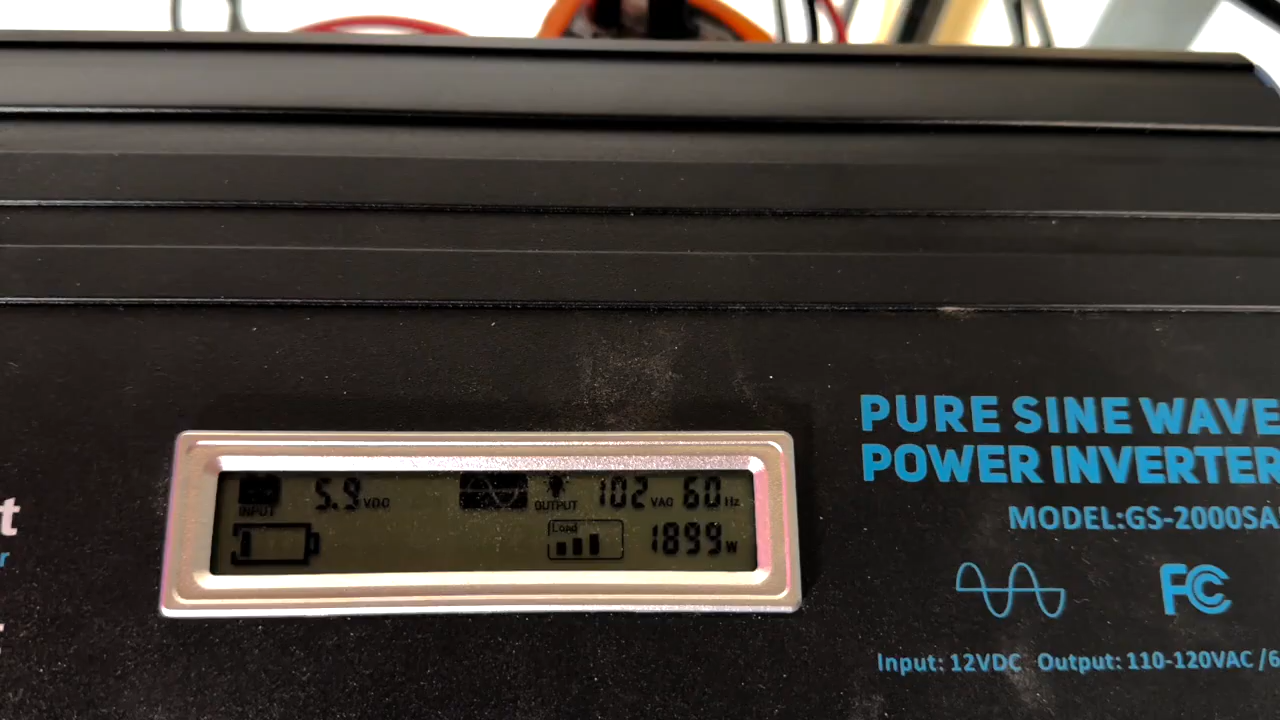 PURE SINE WAVE
POWER INVERTER
MODEL:GS-2000SA
FC
Input: 12VDC Output: 110-120VAC /6
INPUT 5.9 VDC OUTPUT 102 VAC 60 Hz
Load 1899 W
t
r